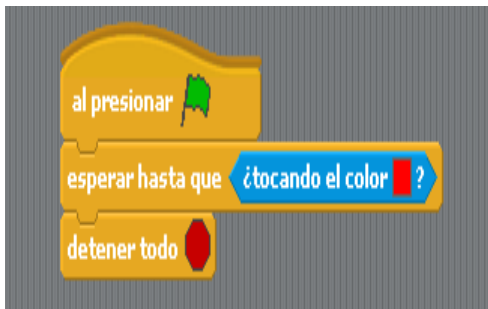 al presionar
esperar hasta que ¿tocando el color ?
detener todo